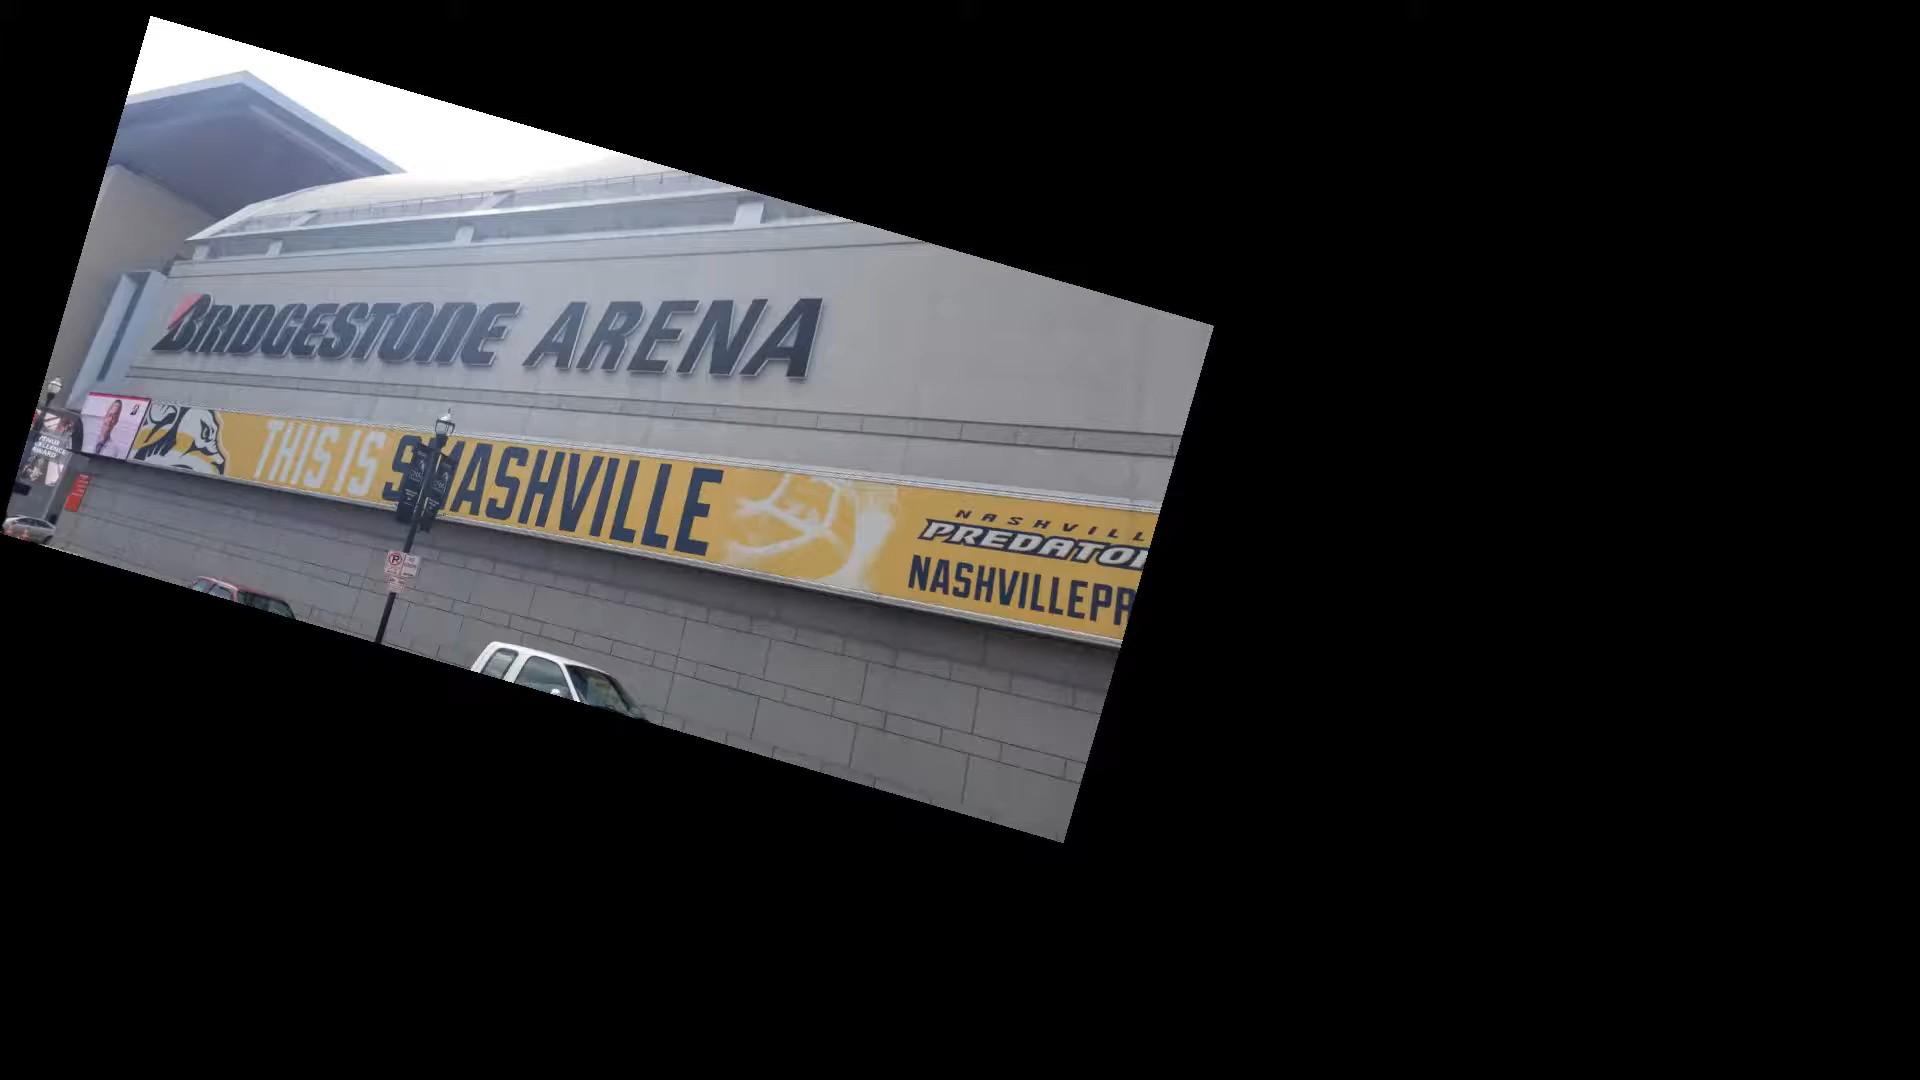 BRIDGESTONE ARENA
THIS IS SMASHVILLE
NASHVILL
PREDATO
NASHVILLEPR